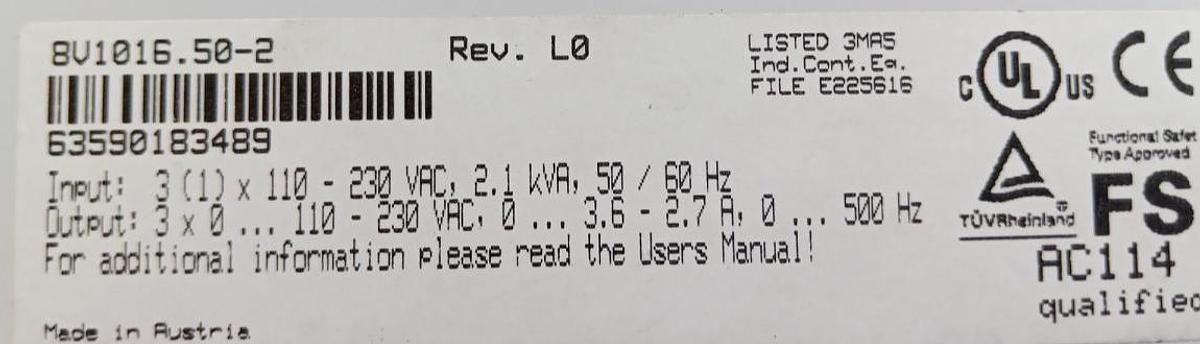 8V1016.50-2
Rev. L0
LISTED 3MA5
Ind.Cont.Eq.
FILE E225616
C UL US CE
63590183489
Input: 3 (1) x 110 - 230 VAC, 2.1 kVA, 50 / 60 Hz
Output: 3 x 0 ... 110 - 230 VAC, 0 ... 3.6 - 2.7 A, 0 ... 500 Hz
For additional information please read the Users Manual!
Made in Austria
TÜVRheinland
Functional Safet
Type Approved
FS
AC114
qualified